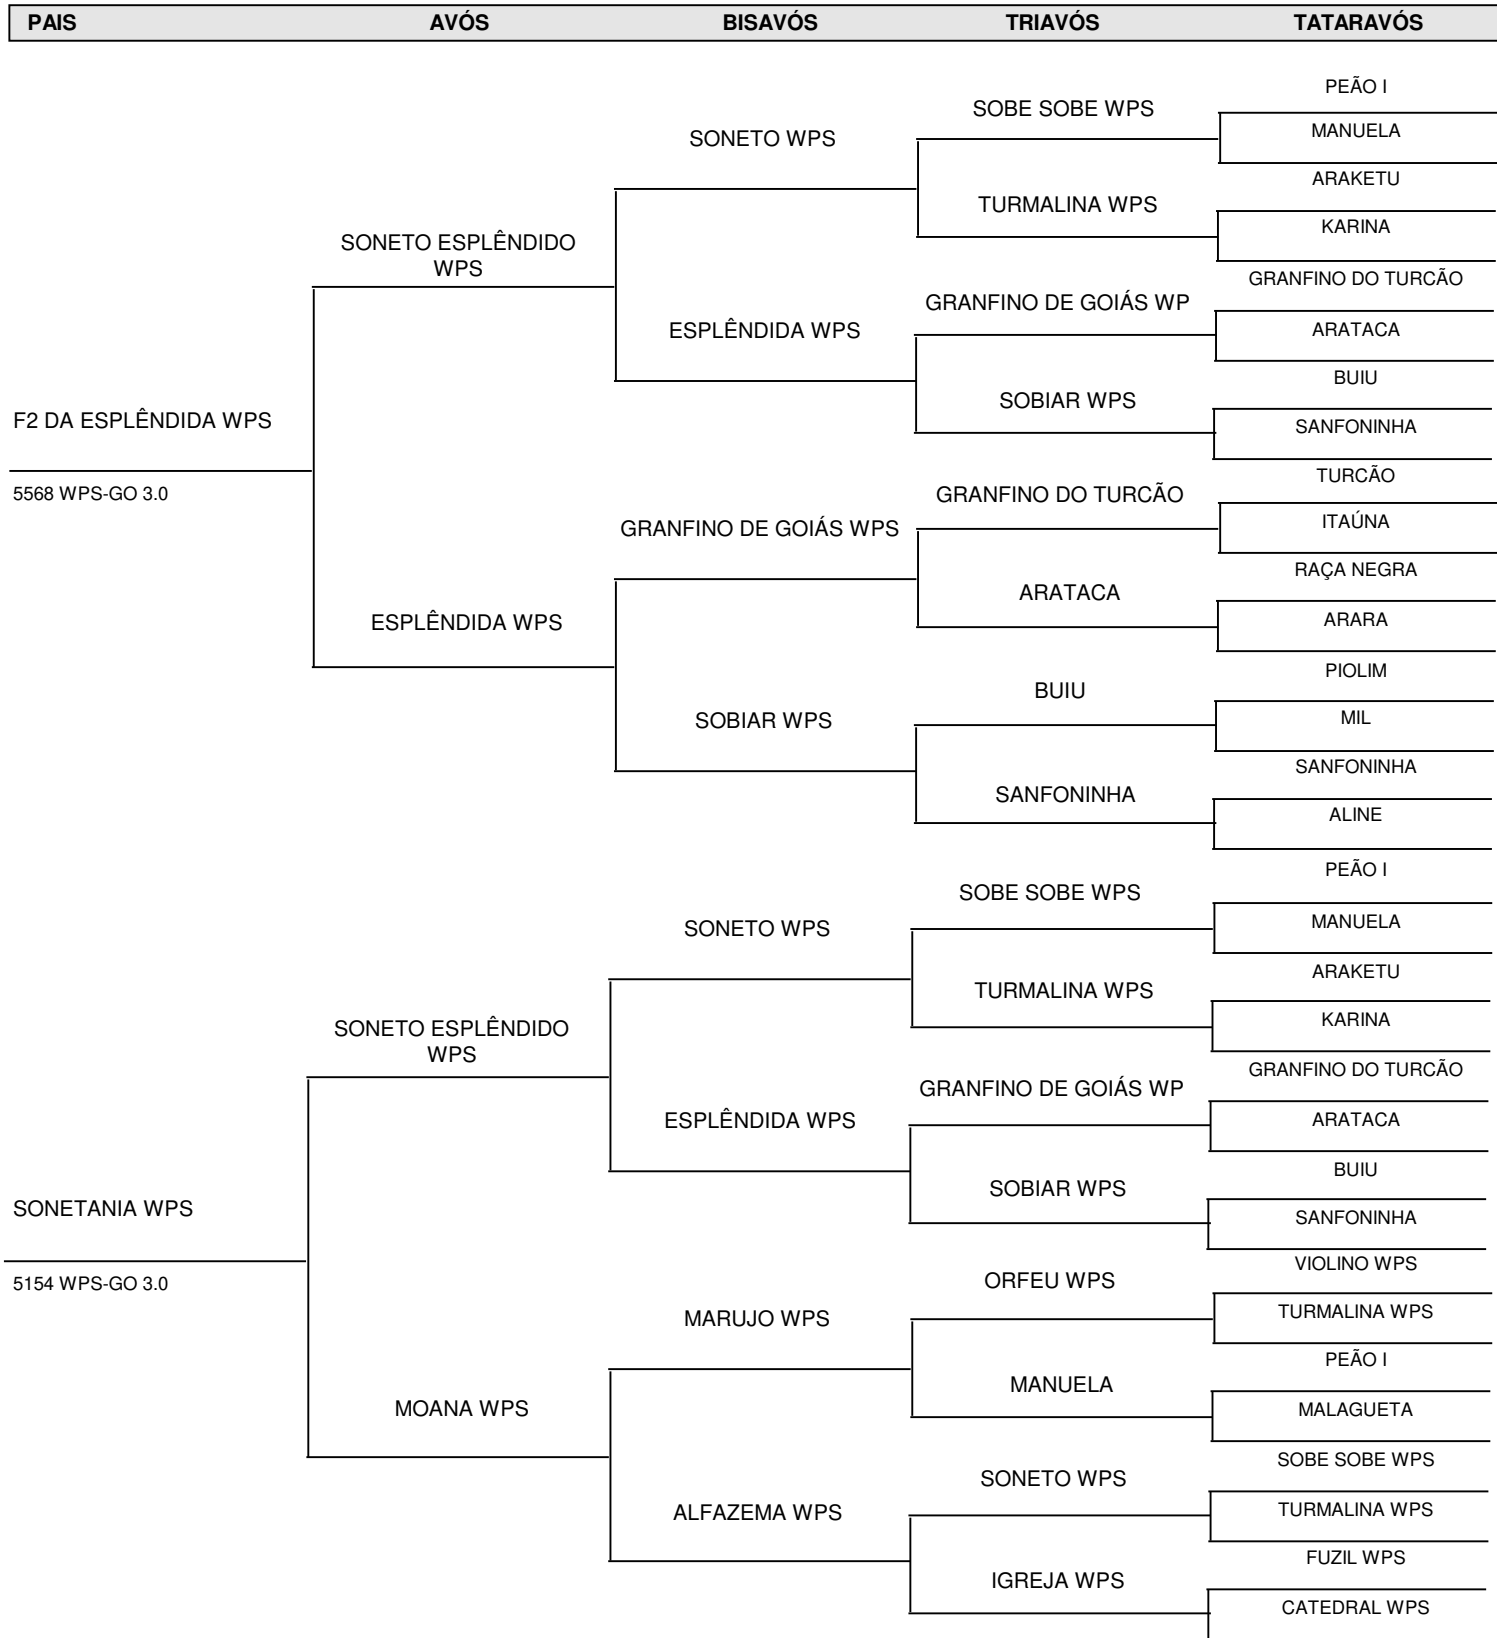 PAIS AVÓS BISAVÓS TRIAVÓS TATARAVÓS
PEÃO I
SOBE SOBE WPS
MANUELA
SONETO WPS
ARAKETU
TURMALINA WPS
KARINA
SONETO ESPLÊNDIDO
WPS
GRANFINO DO TURCÃO
GRANFINO DE GOIÁS WP
ARATACA
ESPLÊNDIDA WPS
BUIU
SOBIAR WPS
SANFONINHA
F2 DA ESPLÊNDIDA WPS
5568 WPS-GO 3.0
TURCÃO
GRANFINO DO TURCÃO
ITAÚNA
GRANFINO DE GOIÁS WPS
RAÇA NEGRA
ARATACA
ARARA
ESPLÊNDIDA WPS
PIOLIM
BUIU
MIL
SOBIAR WPS
SANFONINHA
SANFONINHA
ALINE
PEÃO I
SOBE SOBE WPS
MANUELA
SONETO WPS
ARAKETU
TURMALINA WPS
KARINA
SONETO ESPLÊNDIDO
WPS
GRANFINO DO TURCÃO
GRANFINO DE GOIÁS WP
ARATACA
ESPLÊNDIDA WPS
BUIU
SOBIAR WPS
SANFONINHA
SONETANIA WPS
5154 WPS-GO 3.0
VIOLINO WPS
ORFEU WPS
TURMALINA WPS
MARUJO WPS
PEÃO I
MANUELA
MALAGUETA
MOANA WPS
SOBE SOBE WPS
SONETO WPS
TURMALINA WPS
ALFAZEMA WPS
FUZIL WPS
IGREJA WPS
CATEDRAL WPS